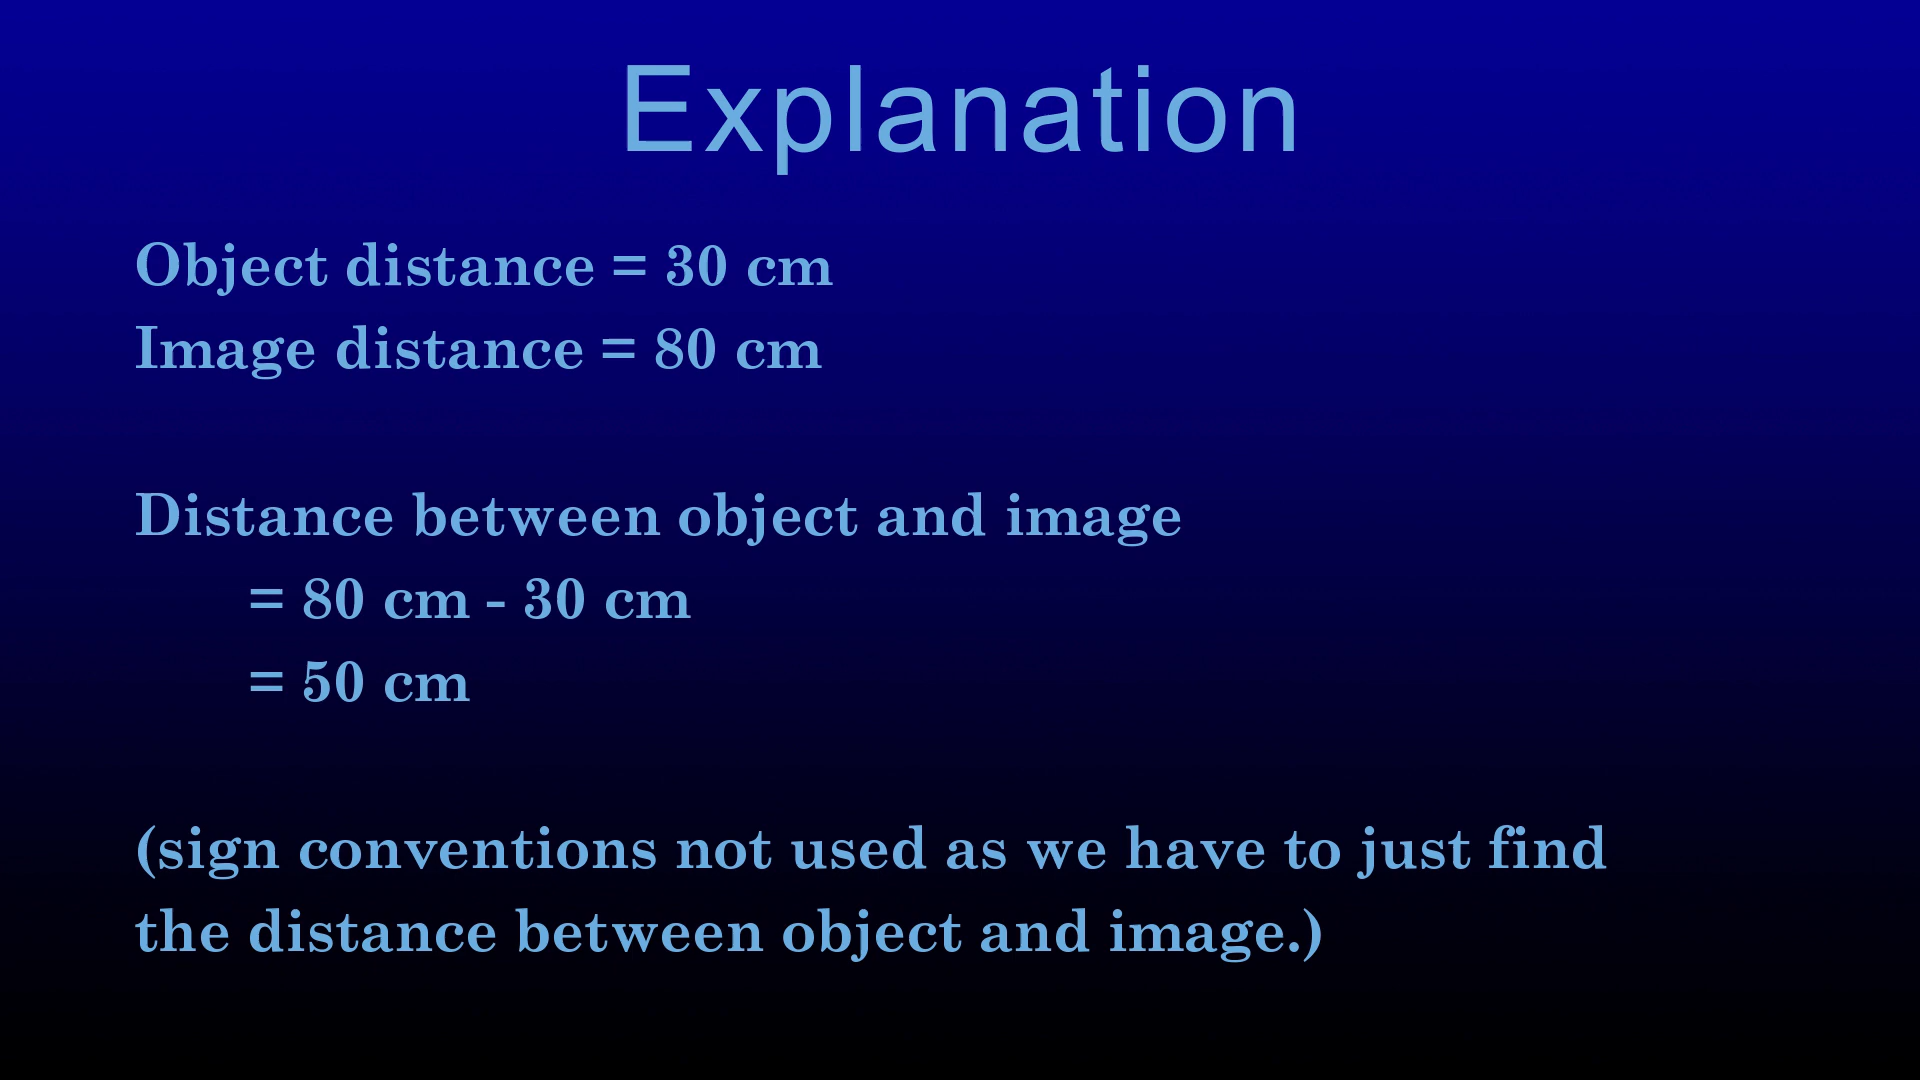 Explanation
Object distance = 30 cm
Image distance = 80 cm
Distance between object and image
= 80 cm - 30 cm
= 50 cm
(sign conventions not used as we have to just find
the distance between object and image.)